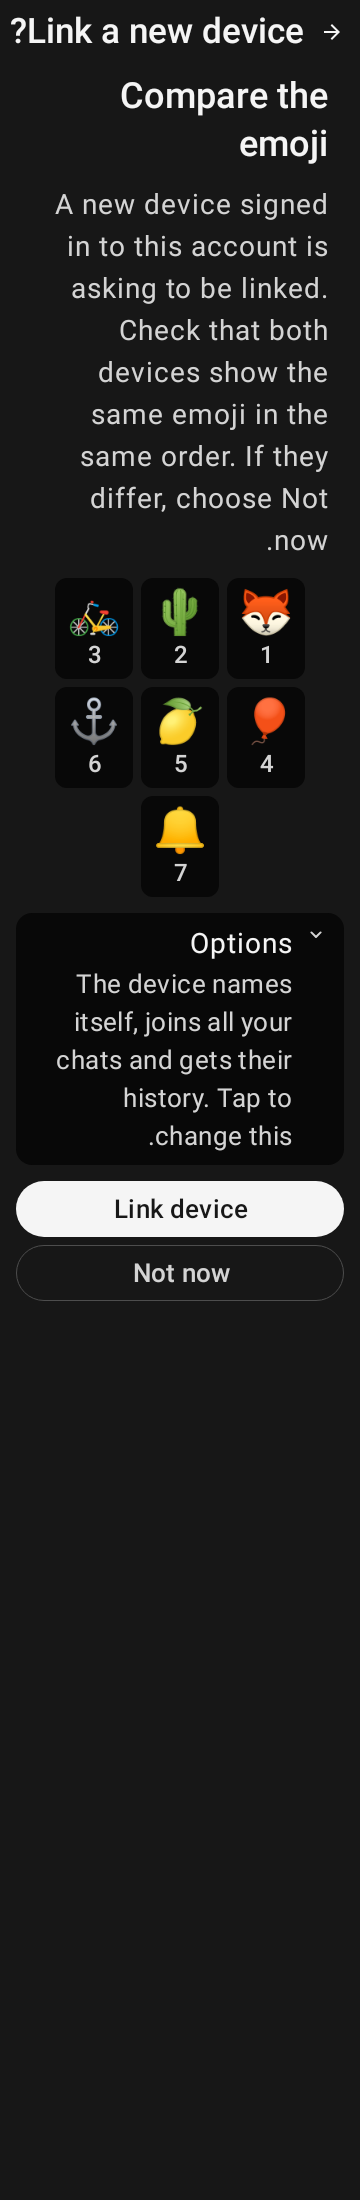 ?Link a new device
Compare the
emoji
A new device signed
in to this account is
asking to be linked.
Check that both
devices show the
same emoji in the
same order. If they
differ, choose Not
.now
1
2
3
4
5
6
7
Options
The device names
itself, joins all your
chats and gets their
history. Tap to
.change this
Link device
Not now